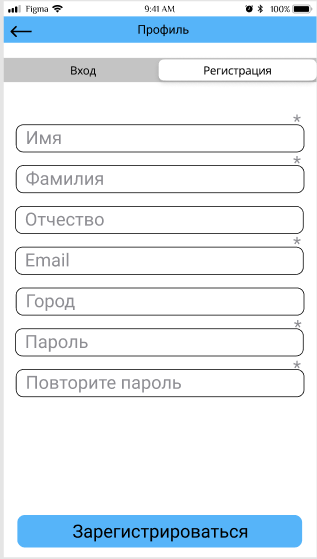 Figma 9:41 AM 100%
Профиль
Вход Регистрация
*
Имя
*
Фамилия
Отчество
*
Email
Город
*
Пароль
*
Повторите пароль
Зарегистрироваться